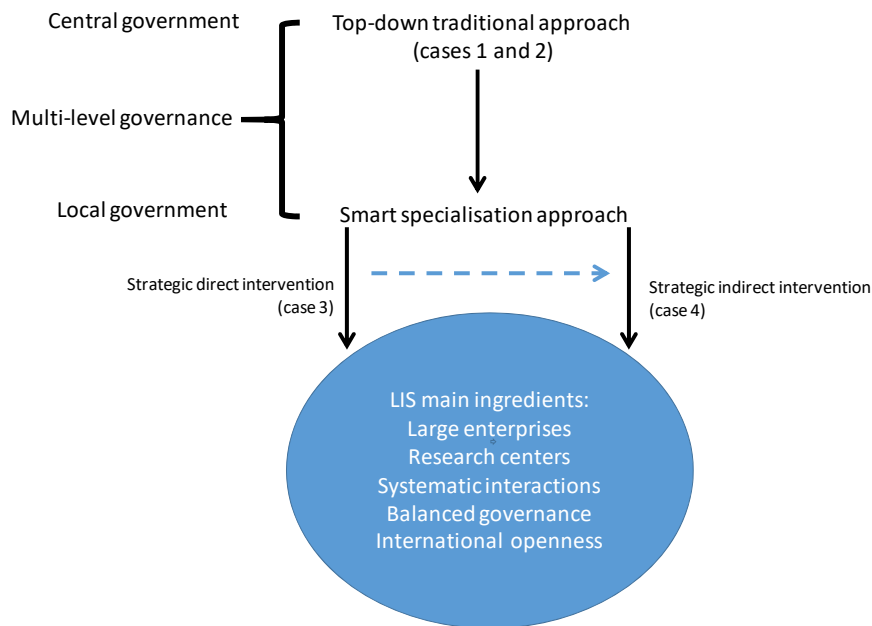 Central government
Top-down traditional approach
(cases 1 and 2)
Multi-level governance
Local government
Smart specialisation approach
Strategic direct intervention
(case 3)
Strategic indirect intervention
(case 4)
LIS main ingredients:
Large enterprises
Research centers
Systematic interactions
Balanced governance
International openness